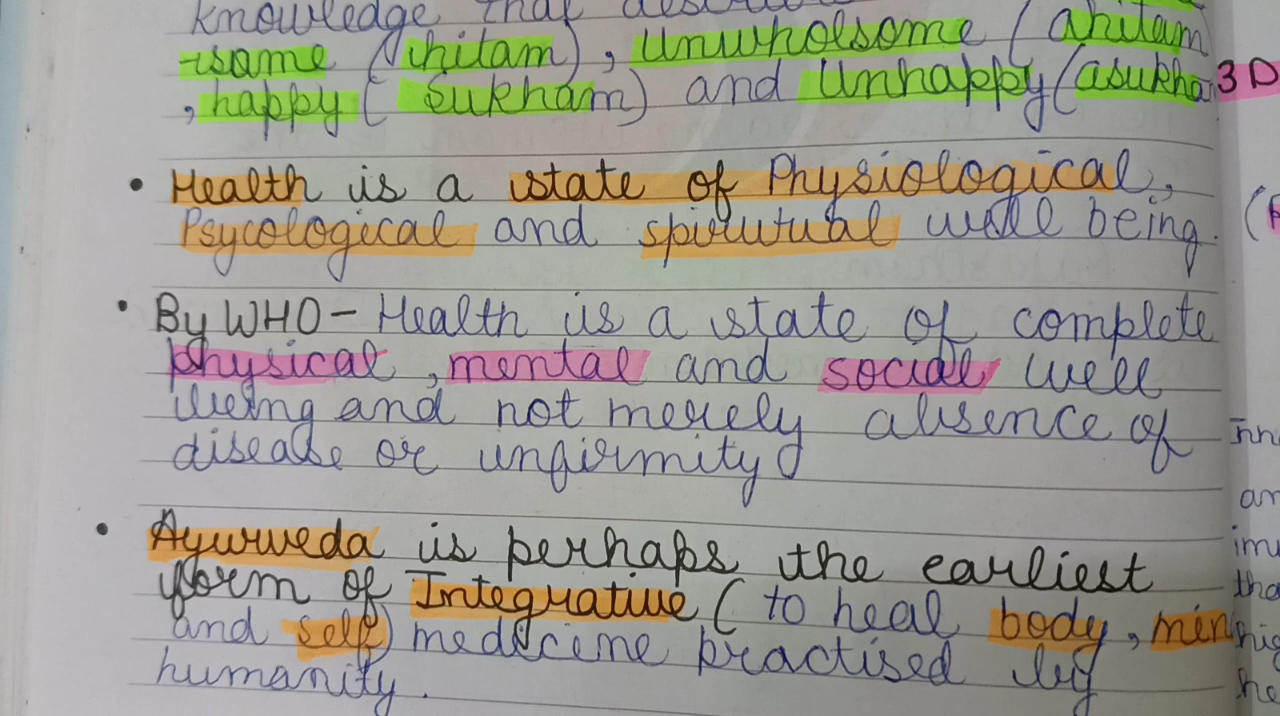 knowledge that
-some (hitam), unwholsome (ahitam
, happy ( sukham) and Unhappy (asukha
3D
• Health is a state of Physiological,
Psycological and spirutual well being.
• By WHO - Health is a state of complete
physical, mental and social well
being and not merely absence of
disease or infirmity
• Ayurveda is perhaps the earliest
form of Integrative ( to heal body, min
and self) medicine practised by
humanity.